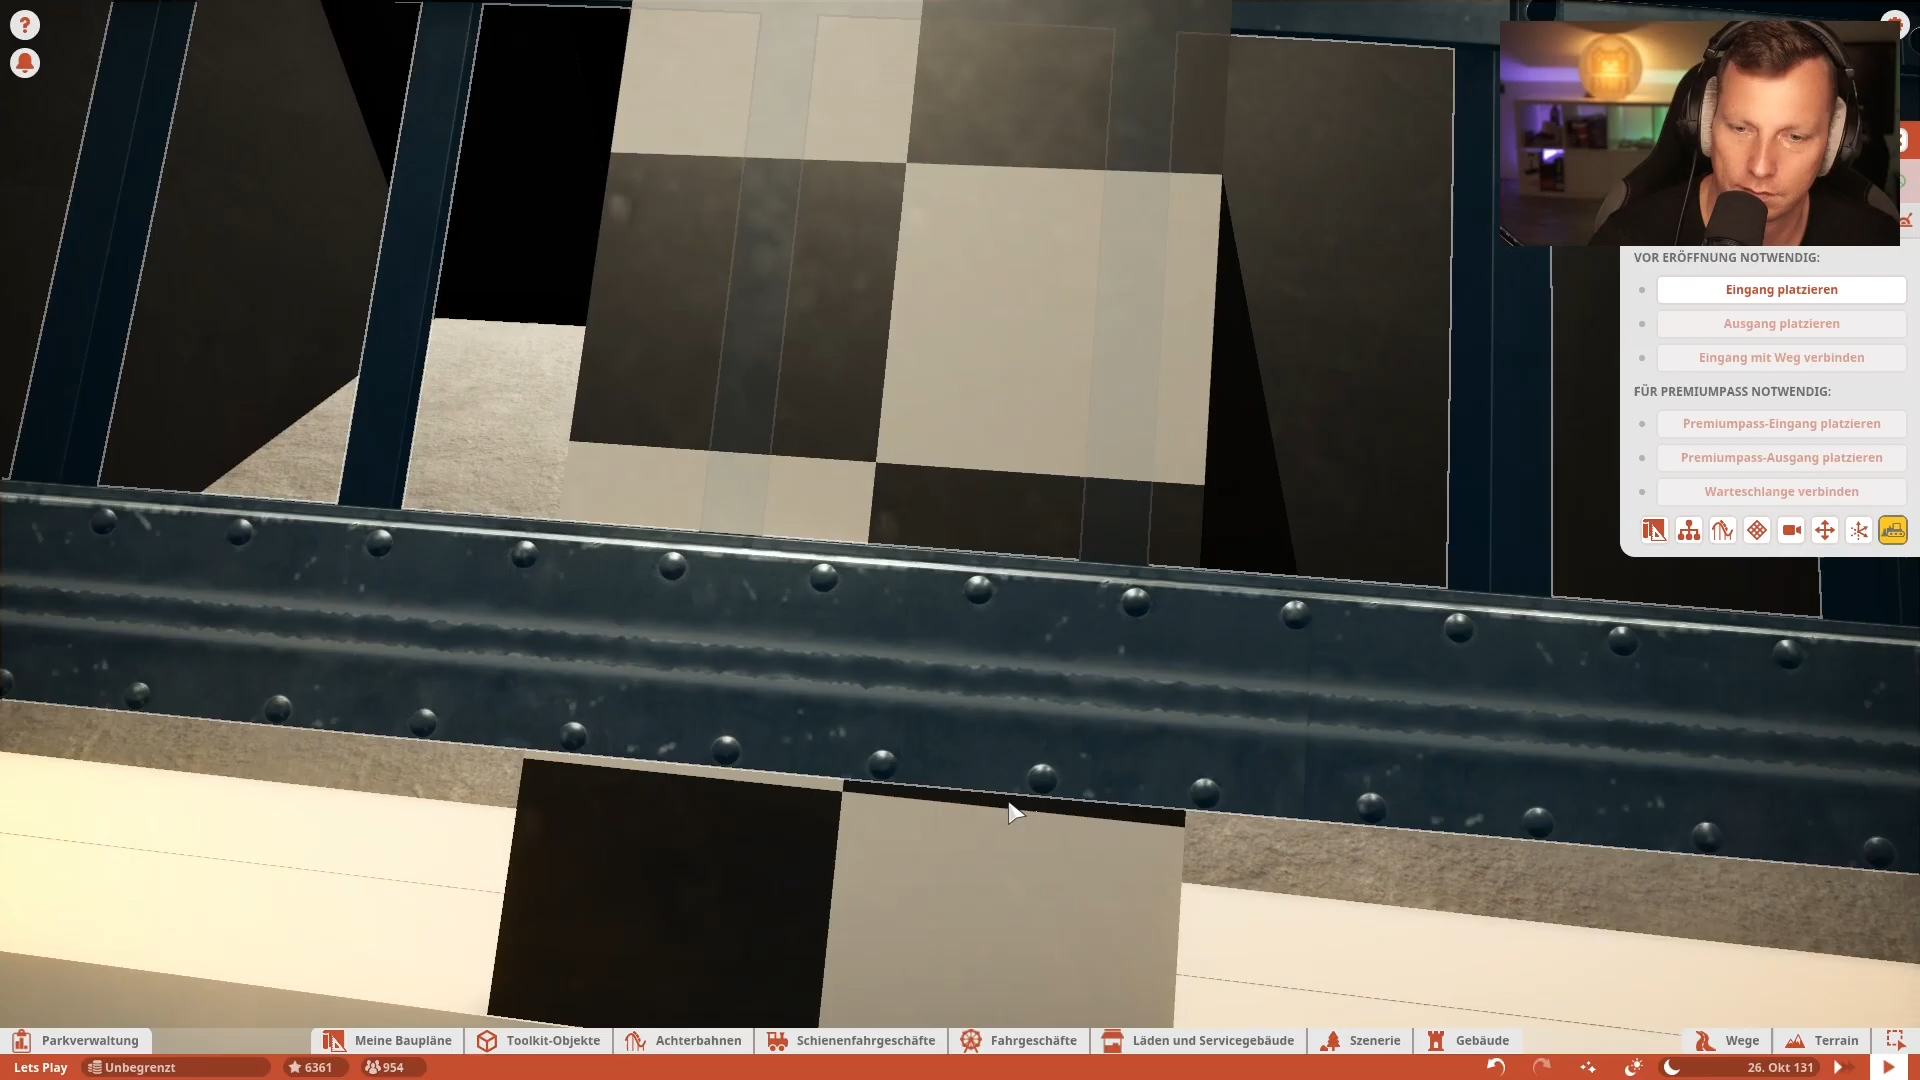 VOR ERÖFFNUNG NOTWENDIG:
Eingang platzieren
Ausgang platzieren
Eingang mit Weg verbinden
FÜR PREMIUMPASS NOTWENDIG:
Premiumpass-Eingang platzieren
Premiumpass-Ausgang platzieren
Warteschlange verbinden
Parkverwaltung
Meine Baupläne
Toolkit-Objekte
Achterbahnen
Schienenfahrgeschäfte
Fahrgeschäfte
Läden und Servicegebäude
Szenerie
Gebäude
Wege
Terrain
Lets Play
Unbegrenzt
6361
954
26. Okt 131